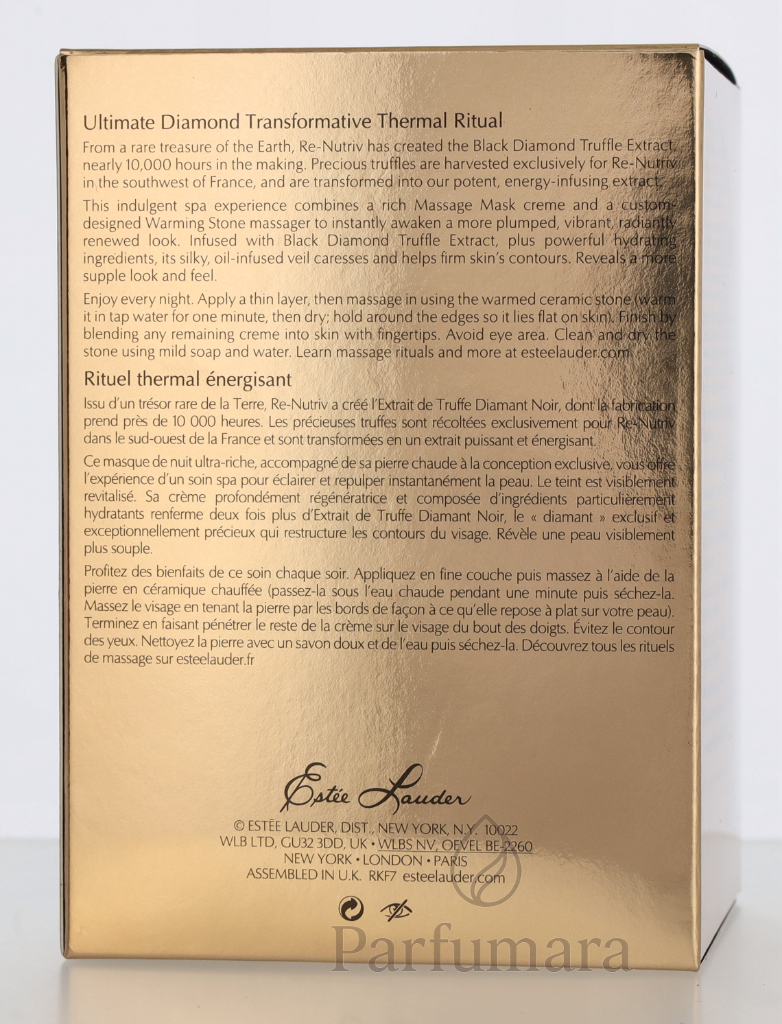 Ultimate Diamond Transformative Thermal Ritual
From a rare treasure of the Earth, Re-Nutriv has created the Black Diamond Truffle Extract,
nearly 10,000 hours in the making. Precious truffles are harvested exclusively for Re-Nutriv
in the southwest of France, and are transformed into our potent, energy-infusing extract.
This indulgent spa experience combines a rich Massage Mask creme and a custom-
designed Warming Stone massager to instantly awaken a more plumped, vibrant, radiantly
renewed look. Infused with Black Diamond Truffle Extract, plus powerful hydrating
ingredients, its silky, oil-infused veil caresses and helps firm skin's contours. Reveals a more
supple look and feel.
Enjoy every night. Apply a thin layer, then massage in using the warmed ceramic stone (warm
it in tap water for one minute, then dry; hold around the edges so it lies flat on skin). Finish by
blending any remaining creme into skin with fingertips. Avoid eye area. Clean and dry the
stone using mild soap and water. Learn massage rituals and more at esteelauder.com
Rituel thermal énergisant
Issu d'un trésor rare de la Terre, Re-Nutriv a créé l'Extrait de Truffe Diamant Noir, dont la fabrication
prend près de 10 000 heures. Les précieuses truffes sont récoltées exclusivement pour Re-Nutriv
dans le sud-ouest de la France et sont transformées en un extrait puissant et énergisant.
Ce masque de nuit ultra-riche, accompagné de sa pierre chaude à la conception exclusive, vous offre
l'expérience d'un soin spa pour éclairer et repulper instantanément la peau. Le teint est visiblement
revitalisé. Sa crème profondément régénératrice et composée d'ingrédients particulièrement
hydratants renferme deux fois plus d'Extrait de Truffe Diamant Noir, le « diamant » exclusif et
exceptionnellement précieux qui restructure les contours du visage. Révèle une peau visiblement
plus souple.
Profitez des bienfaits de ce soin chaque soir. Appliquez en fine couche puis massez à l'aide de la
pierre en céramique chauffée (passez-la sous l'eau chaude pendant une minute puis séchez-la.
Massez le visage en tenant la pierre par les bords de façon à ce qu'elle repose à plat sur votre peau).
Terminez en faisant pénétrer le reste de la crème sur le visage du bout des doigts. Évitez le contour
des yeux. Nettoyez la pierre avec un savon doux et de l'eau puis séchez-la. Découvrez tous les rituels
de massage sur esteelauder.fr
Estée Lauder
© ESTĒE LAUDER, DIST., NEW YORK, N.Y. 10022
WLB LTD, GU32 3DD, UK • WLBS NV, OEVEL BE-2260
NEW YORK • LONDON • PARIS
ASSEMBLED IN U.K. RKF7 esteelauder.com
Parfumara